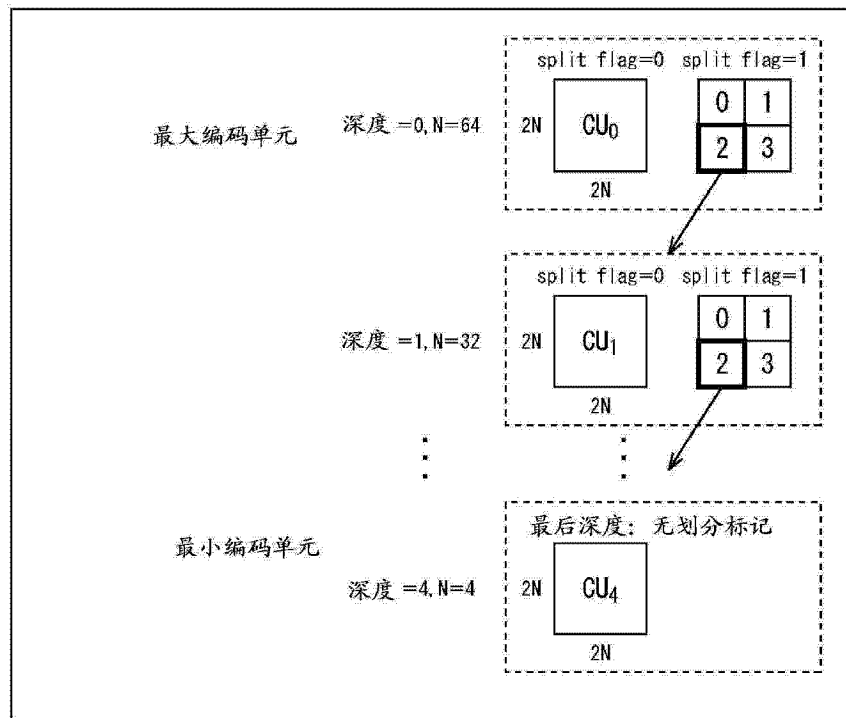 split flag=0 split flag=1
最大编码单元 深度 =0,N=64 2N CU₀ 0 1
2 3
2N
split flag=0 split flag=1
深度 =1,N=32 2N CU₁ 0 1
2 3
2N
最小编码单元 最后深度：无划分标记
深度 =4,N=4 2N CU₄
2N